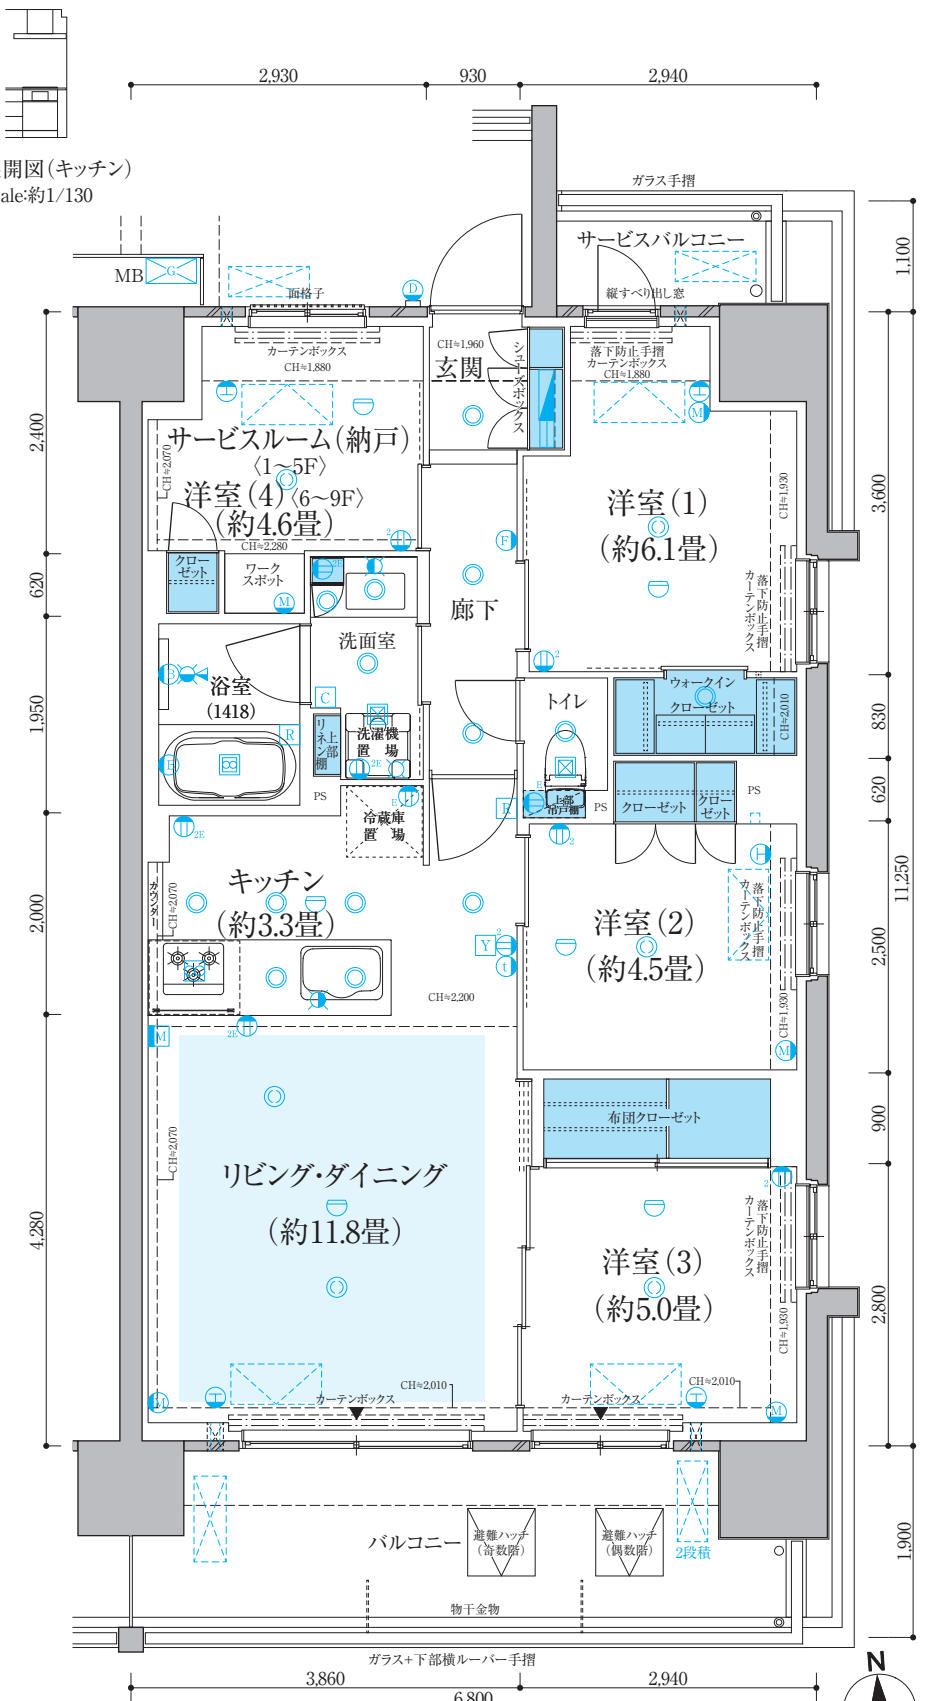 開図(キッチン)
ale:約1/130
2,930
930
2,940
ガラス手摺
サービスバルコニー
1,100
MB
G
D
面格子
縦すべり出し窓
カーテンボックス
CH≒1,880
CH≒1,960
玄関
シューズボックス
落下防止手摺
カーテンボックス
CH≒1,880
M
2,400
サービスルーム(納戸)
〈1〜5F〉
洋室(4)〈6〜9F〉
(約4.6畳)
CH≒2,070
CH≒2,280
2
F
洋室(1)
(約6.1畳)
CH≒1,930
3,600
落下防止手摺
カーテンボックス
クローゼット
ワークスポット
M
2E
620
廊下
洗面室
2
浴室
(1418)
B
C
R
E
リネン棚
上部
洗濯機置場
2E
トイレ
ウォークインクローゼット
CH≒2,010
830
1,950
PS
冷蔵庫置場
E
R
E
上部吊戸棚
PS
クローゼット
クローゼット
PS
620
11,250
2E
2
キッチン
(約3.3畳)
カウンター
CH≒2,070
2,000
洋室(2)
(約4.5畳)
落下防止手摺
カーテンボックス
2,500
Y
2
t
CH≒2,200
CH≒1,930
M
2E
M
布団クローゼット
900
CH≒2,070
リビング・ダイニング
(約11.8畳)
4,280
2
落下防止手摺
カーテンボックス
洋室(3)
(約5.0畳)
2,800
CH≒1,930
CH≒2,010
カーテンボックス
M
CH≒2,010
カーテンボックス
M
バルコニー
避難ハッチ
(奇数階)
避難ハッチ
(偶数階)
2段積
1,900
物干金物
ガラス+下部横ルーバー手摺
3,860
2,940
6,800
N